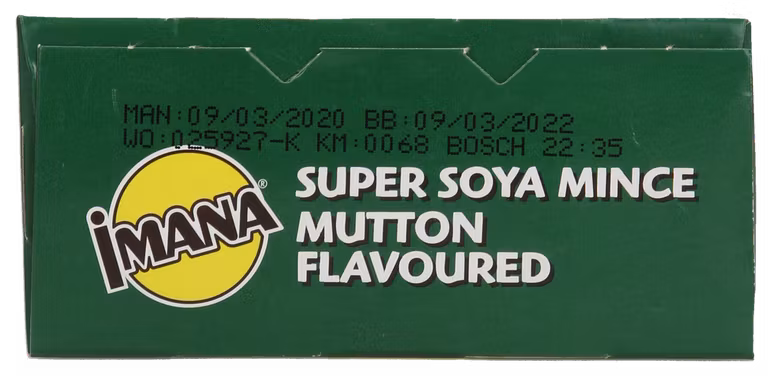 MAN:09/03/2020 BB:09/03/2022
WO:025927-K KM:0068 BOSCH 22:35
iMANA®
SUPER SOYA MINCE
MUTTON
FLAVOURED